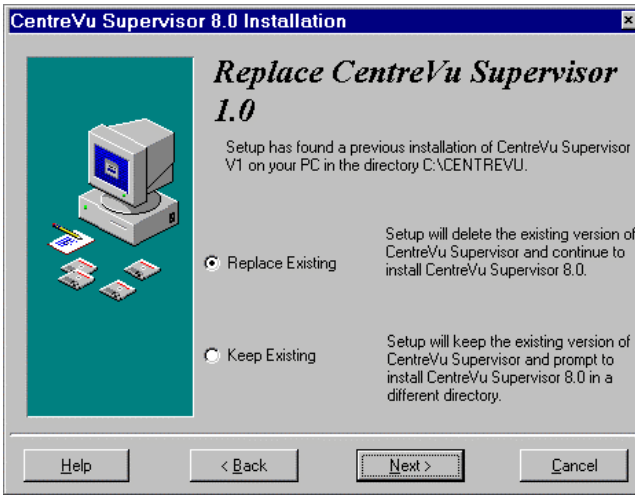 CentreVu Supervisor 8.0 Installation
Replace CentreVu Supervisor
1.0
Setup has found a previous installation of CentreVu Supervisor
V1 on your PC in the directory C:\CENTREVU.
Replace Existing
Setup will delete the existing version of
CentreVu Supervisor and continue to
install CentreVu Supervisor 8.0.
Keep Existing
Setup will keep the existing version of
CentreVu Supervisor and prompt to
install CentreVu Supervisor 8.0 in a
different directory.
Help
< Back
Next >
Cancel